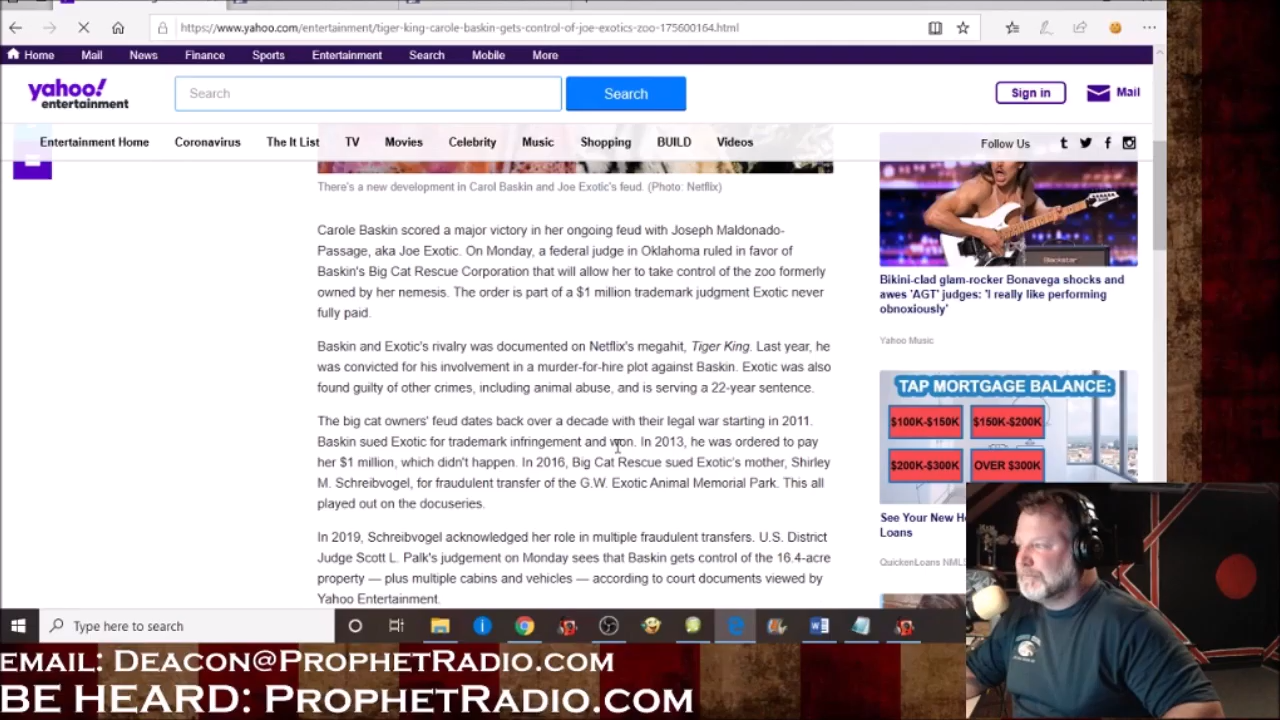 https://www.yahoo.com/entertainment/tiger-king-carole-baskin-gets-control-of-joe-exotics-zoo-175600164.html
Home Mail News Finance Sports Entertainment Search Mobile More
yahoo!
entertainment
Search
Search
Sign in
Mail
Entertainment Home Coronavirus The It List TV Movies Celebrity Music Shopping BUILD Videos
Follow Us
There's a new development in Carol Baskin and Joe Exotic's feud. (Photo: Netflix)
Carole Baskin scored a major victory in her ongoing feud with Joseph Maldonado-
Passage, aka Joe Exotic. On Monday, a federal judge in Oklahoma ruled in favor of
Baskin's Big Cat Rescue Corporation that will allow her to take control of the zoo formerly
owned by her nemesis. The order is part of a $1 million trademark judgment Exotic never
fully paid.
Baskin and Exotic's rivalry was documented on Netflix's megahit, Tiger King. Last year, he
was convicted for his involvement in a murder-for-hire plot against Baskin. Exotic was also
found guilty of other crimes, including animal abuse, and is serving a 22-year sentence.
The big cat owners' feud dates back over a decade with their legal war starting in 2011.
Baskin sued Exotic for trademark infringement and won. In 2013, he was ordered to pay
her $1 million, which didn't happen. In 2016, Big Cat Rescue sued Exotic's mother, Shirley
M. Schreibvogel, for fraudulent transfer of the G.W. Exotic Animal Memorial Park. This all
played out on the docuseries.
In 2019, Schreibvogel acknowledged her role in multiple fraudulent transfers. U.S. District
Judge Scott L. Palk's judgement on Monday sees that Baskin gets control of the 16.4-acre
property — plus multiple cabins and vehicles — according to court documents viewed by
Yahoo Entertainment.
Blackstar
Bikini-clad glam-rocker Bonavega shocks and
awes 'AGT' judges: 'I really like performing
obnoxiously'
Yahoo Music
TAP MORTGAGE BALANCE:
$100K-$150K $150K-$200K
$200K-$300K OVER $300K
See Your New
Loans
QuickenLoans NML
Type here to search
EMAIL: DEACON@PROPHETRADIO.COM
BE HEARD: PROPHETRADIO.COM